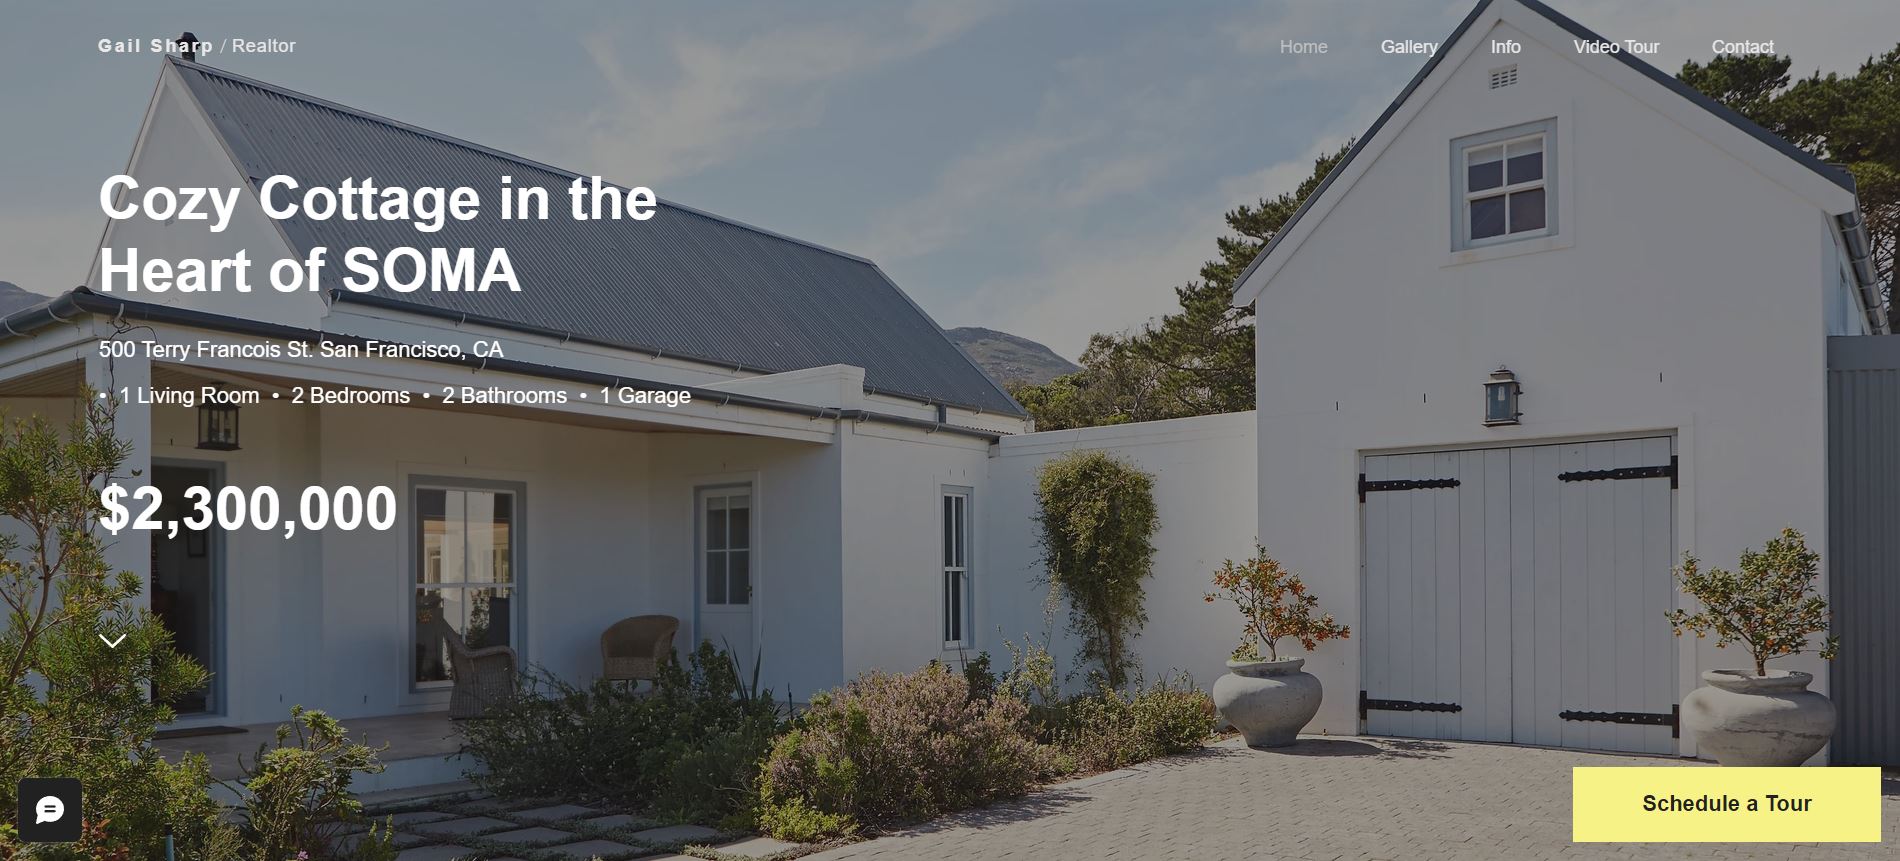 Gail Sharp / Realtor
Home Gallery Info Video Tour Contact
Cozy Cottage in the
Heart of SOMA
500 Terry Francois St. San Francisco, CA
• 1 Living Room • 2 Bedrooms • 2 Bathrooms • 1 Garage
$2,300,000
Schedule a Tour